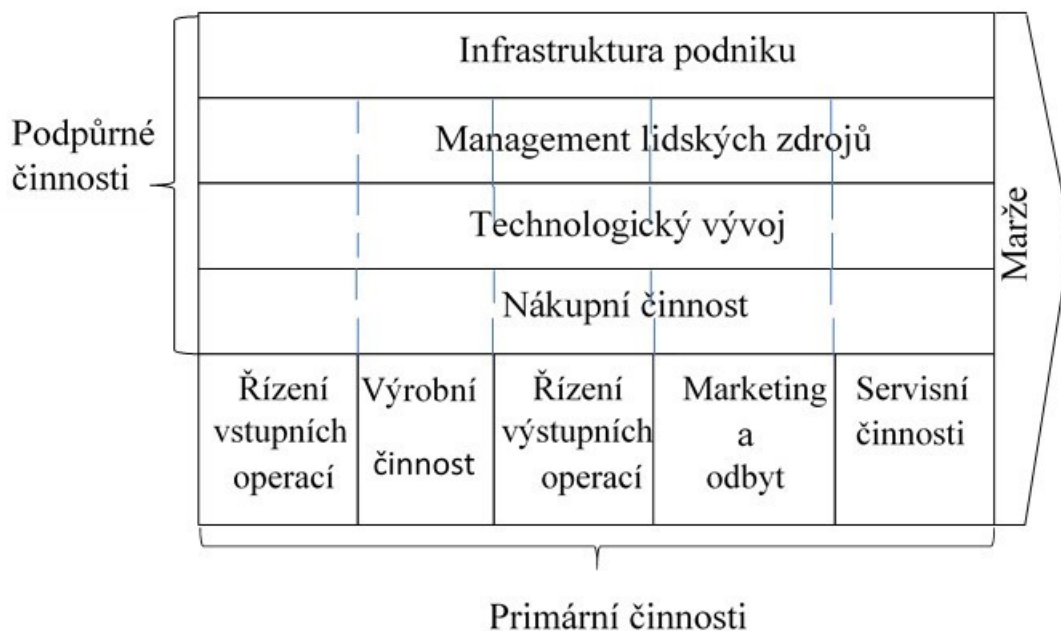 Infrastruktura podniku
Podpůrné
činnosti
Management lidských zdrojů
Technologický vývoj
Nákupní činnost
Marže
Řízení
vstupních
operací
Výrobní
činnost
Řízení
výstupních
operací
Marketing
a
odbyt
Servisní
činnosti
Primární činnosti